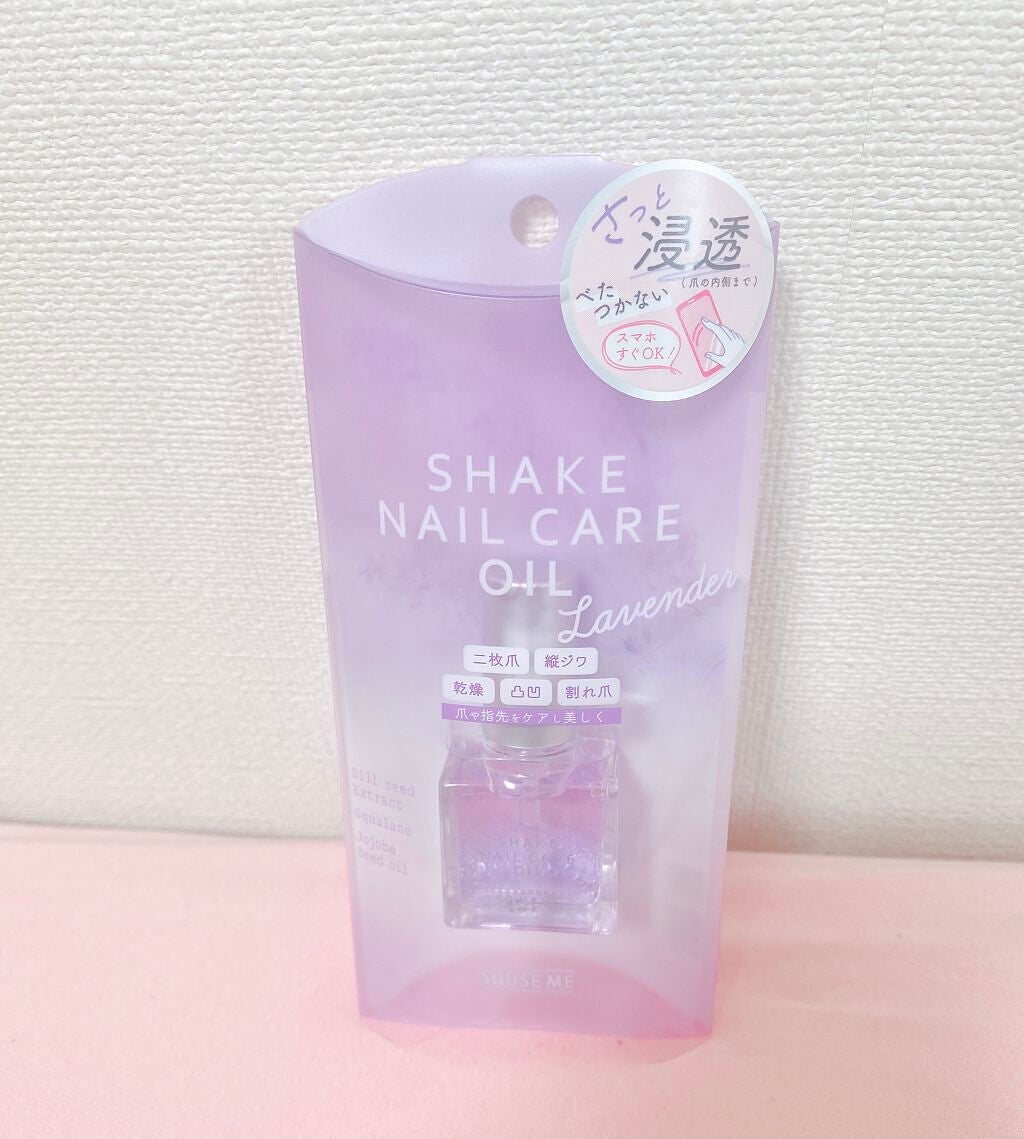 さっと
浸透
(爪の内側まで)
べた
つかない
スマホ
すぐOK!
SHAKE
NAIL CARE
OIL
Lavender
二枚爪 縦ジワ
乾燥 凸凹 割れ爪
爪や指先をケアし美しく
Dill seed
Extract
Squalane
Jojoba
Seed oil
SHAKE
NAIL CARE
OIL
SQUSE ME
SQUSE ME